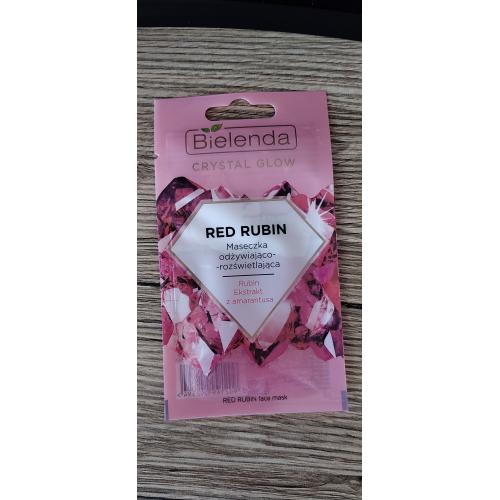 Bielenda
CRYSTAL GLOW
RED RUBIN
Maseczka
odżywiająco-
-rozświetlająca
Rubin
Ekstrakt
z amarantusa
RED RUBIN face mask